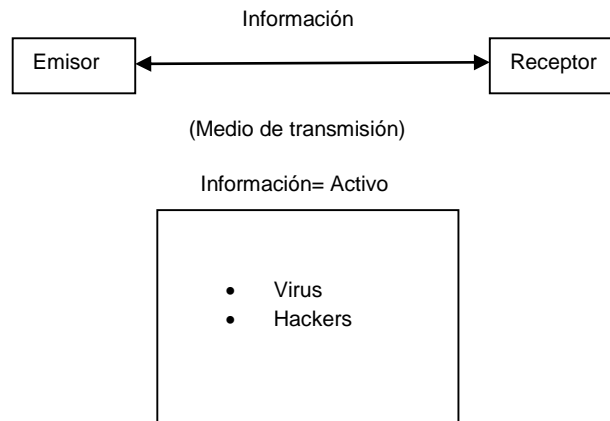 Información
Emisor
Receptor
(Medio de transmisión)
Información= Activo
• Virus
• Hackers